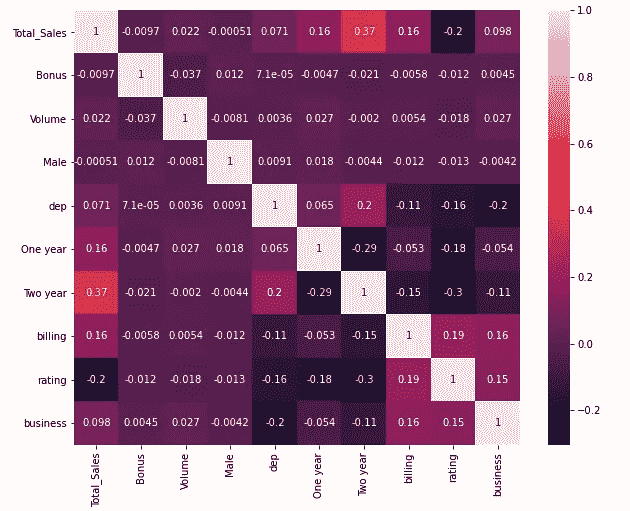 Total_Sales 1 -0.0097 0.022 -0.00051 0.071 0.16 0.37 0.16 -0.2 0.098
Bonus -0.0097 1 -0.037 0.012 7.1e-05 -0.0047 -0.021 -0.0058 -0.012 0.0045
Volume 0.022 -0.037 1 -0.0081 0.0036 0.027 -0.002 0.0054 -0.018 0.027
Male -0.00051 0.012 -0.0081 1 0.0091 0.018 -0.0044 -0.012 -0.013 -0.0042
dep 0.071 7.1e-05 0.0036 0.0091 1 0.065 0.2 -0.11 -0.16 -0.2
One year 0.16 -0.0047 0.027 0.018 0.065 1 -0.29 -0.053 -0.18 -0.054
Two year 0.37 -0.021 -0.002 -0.0044 0.2 -0.29 1 -0.15 -0.3 -0.11
billing 0.16 -0.0058 0.0054 -0.012 -0.11 -0.053 -0.15 1 0.19 0.16
rating -0.2 -0.012 -0.018 -0.013 -0.16 -0.18 -0.3 0.19 1 0.15
business 0.098 0.0045 0.027 -0.0042 -0.2 -0.054 -0.11 0.16 0.15 1
Total_Sales Bonus Volume Male dep One year Two year billing rating business
1.0
0.8
0.6
0.4
0.2
0.0
−0.2